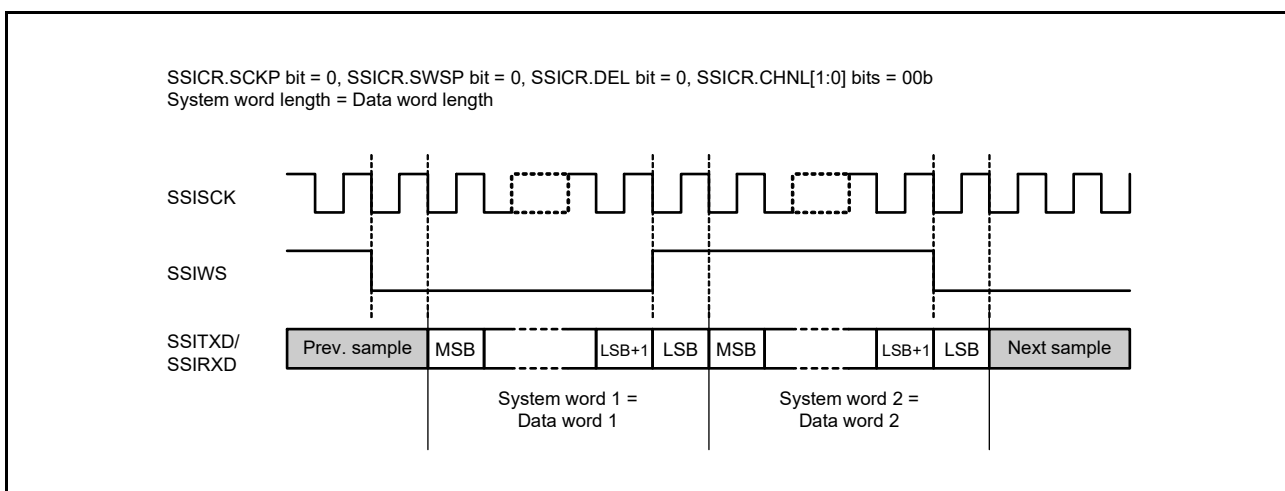 SSICR.SCKP bit = 0, SSICR.SWSP bit = 0, SSICR.DEL bit = 0, SSICR.CHNL[1:0] bits = 00b
System word length = Data word length
SSISCK
SSIWS
SSITXD/
SSIRXD
Prev. sample MSB LSB+1 LSB MSB LSB+1 LSB Next sample
System word 1 =
Data word 1
System word 2 =
Data word 2